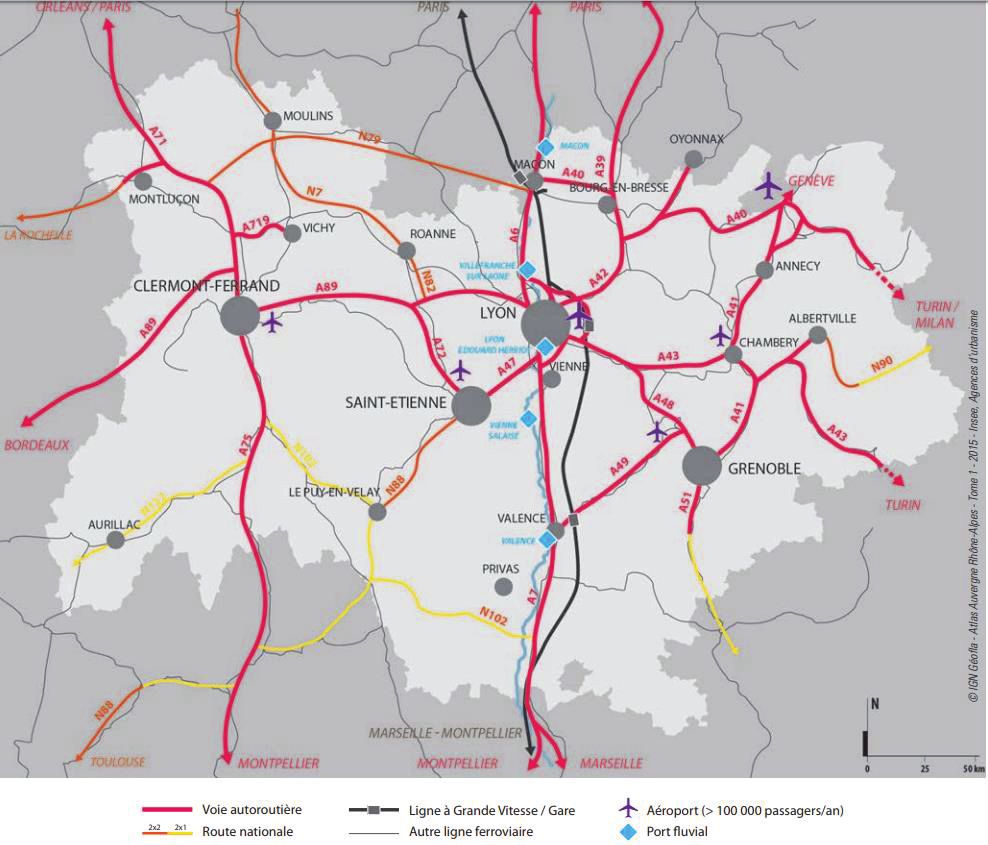 ORLEANS / PARIS
PARIS
PARIS
MOULINS
A71
N79
OYONNAX
MACON
MACON
A39
A40
BOURG-EN-BRESSE
GENÈVE
MONTLUÇON
N7
LA ROCHELLE
A719
VICHY
ROANNE
A6
A40
VILLEFRANCHE
SUR SAONE
ANNECY
CLERMONT-FERRAND
A89
N82
A42
TURIN /
MILAN
A89
LYON
A41
ALBERTVILLE
LYON
EDOUARD HERRIOT
A72
A47
VIENNE
A43
CHAMBERY
N90
SAINT-ETIENNE
A48
A41
BORDEAUX
VIENNE
SALAISE
A43
A75
N102
A49
GRENOBLE
LE PUY-EN-VELAY
N88
N122
A51
TURIN
AURILLAC
VALENCE
VALENCE
PRIVAS
A7
N102
N88
MARSEILLE - MONTPELLIER
TOULOUSE
MONTPELLIER
MONTPELLIER
MARSEILLE
N
0 25 50 km
© IGN Géofla - Atlas Auvergne Rhône-Alpes - Tome 1 - 2015 - Insee, Agences d'urbanisme
Voie autoroutière
Ligne à Grande Vitesse / Gare
Aéroport (> 100 000 passagers/an)
2x2 2x1
Route nationale
Autre ligne ferroviaire
Port fluvial